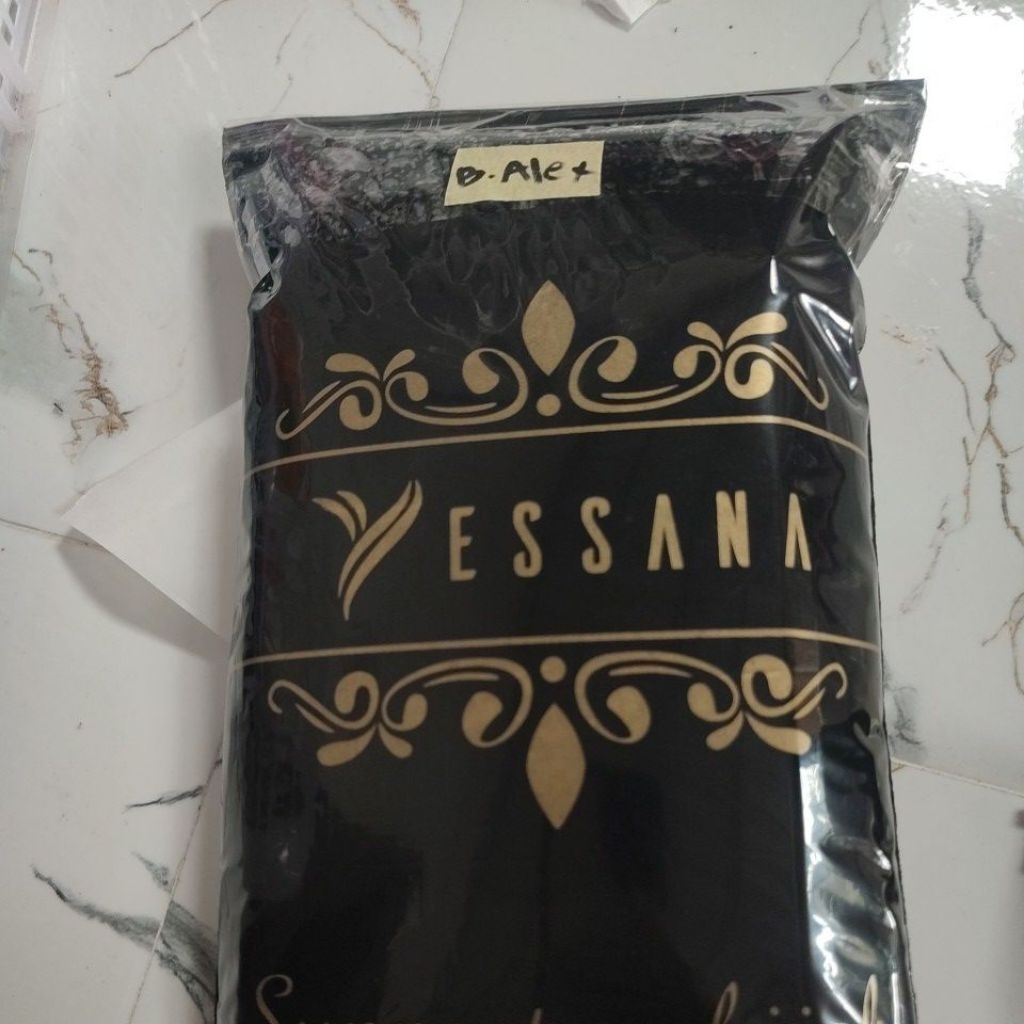 B. Alex
YESSANA